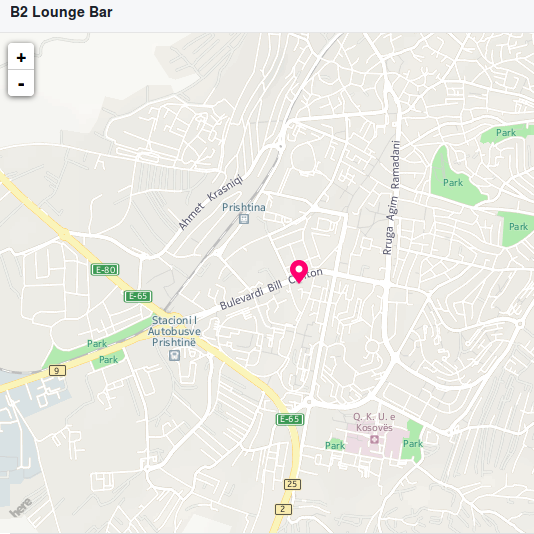 B2 Lounge Bar
+
-
Park
Rruga Agim Ramadani
Park
Ahmet Krasniqi
Prishtina
Park
E-80
Bulevardi Bill
E-65
Stacioni I
Autobusve
Prishtinë
Park
Park
9
E-65
Q. K. U. e
Kosovës
Park
Park
25
2
here